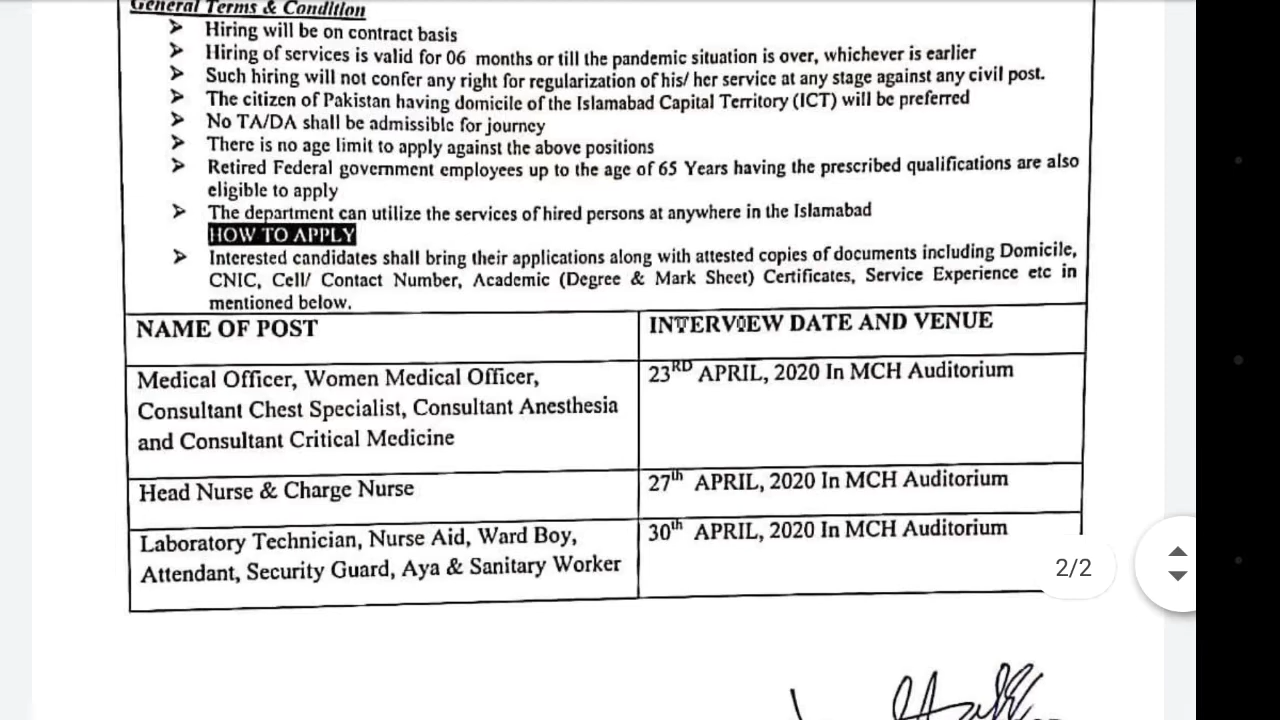 General Terms & Condition
Hiring will be on contract basis
Hiring of services is valid for 06 months or till the pandemic situation is over, whichever is earlier
Such hiring will not confer any right for regularization of his/ her service at any stage against any civil post.
The citizen of Pakistan having domicile of the Islamabad Capital Territory (ICT) will be preferred
No TA/DA shall be admissible for journey
There is no age limit to apply against the above positions
Retired Federal government employees up to the age of 65 Years having the prescribed qualifications are also
eligible to apply
The department can utilize the services of hired persons at anywhere in the Islamabad
HOW TO APPLY
Interested candidates shall bring their applications along with attested copies of documents including Domicile,
CNIC, Cell/ Contact Number, Academic (Degree & Mark Sheet) Certificates, Service Experience etc in
mentioned below.
NAME OF POST
INTERVIEW DATE AND VENUE
Medical Officer, Women Medical Officer,
Consultant Chest Specialist, Consultant Anesthesia
and Consultant Critical Medicine
23RD APRIL, 2020 In MCH Auditorium
Head Nurse & Charge Nurse
27th APRIL, 2020 In MCH Auditorium
Laboratory Technician, Nurse Aid, Ward Boy,
Attendant, Security Guard, Aya & Sanitary Worker
30th APRIL, 2020 In MCH Auditorium
2/2